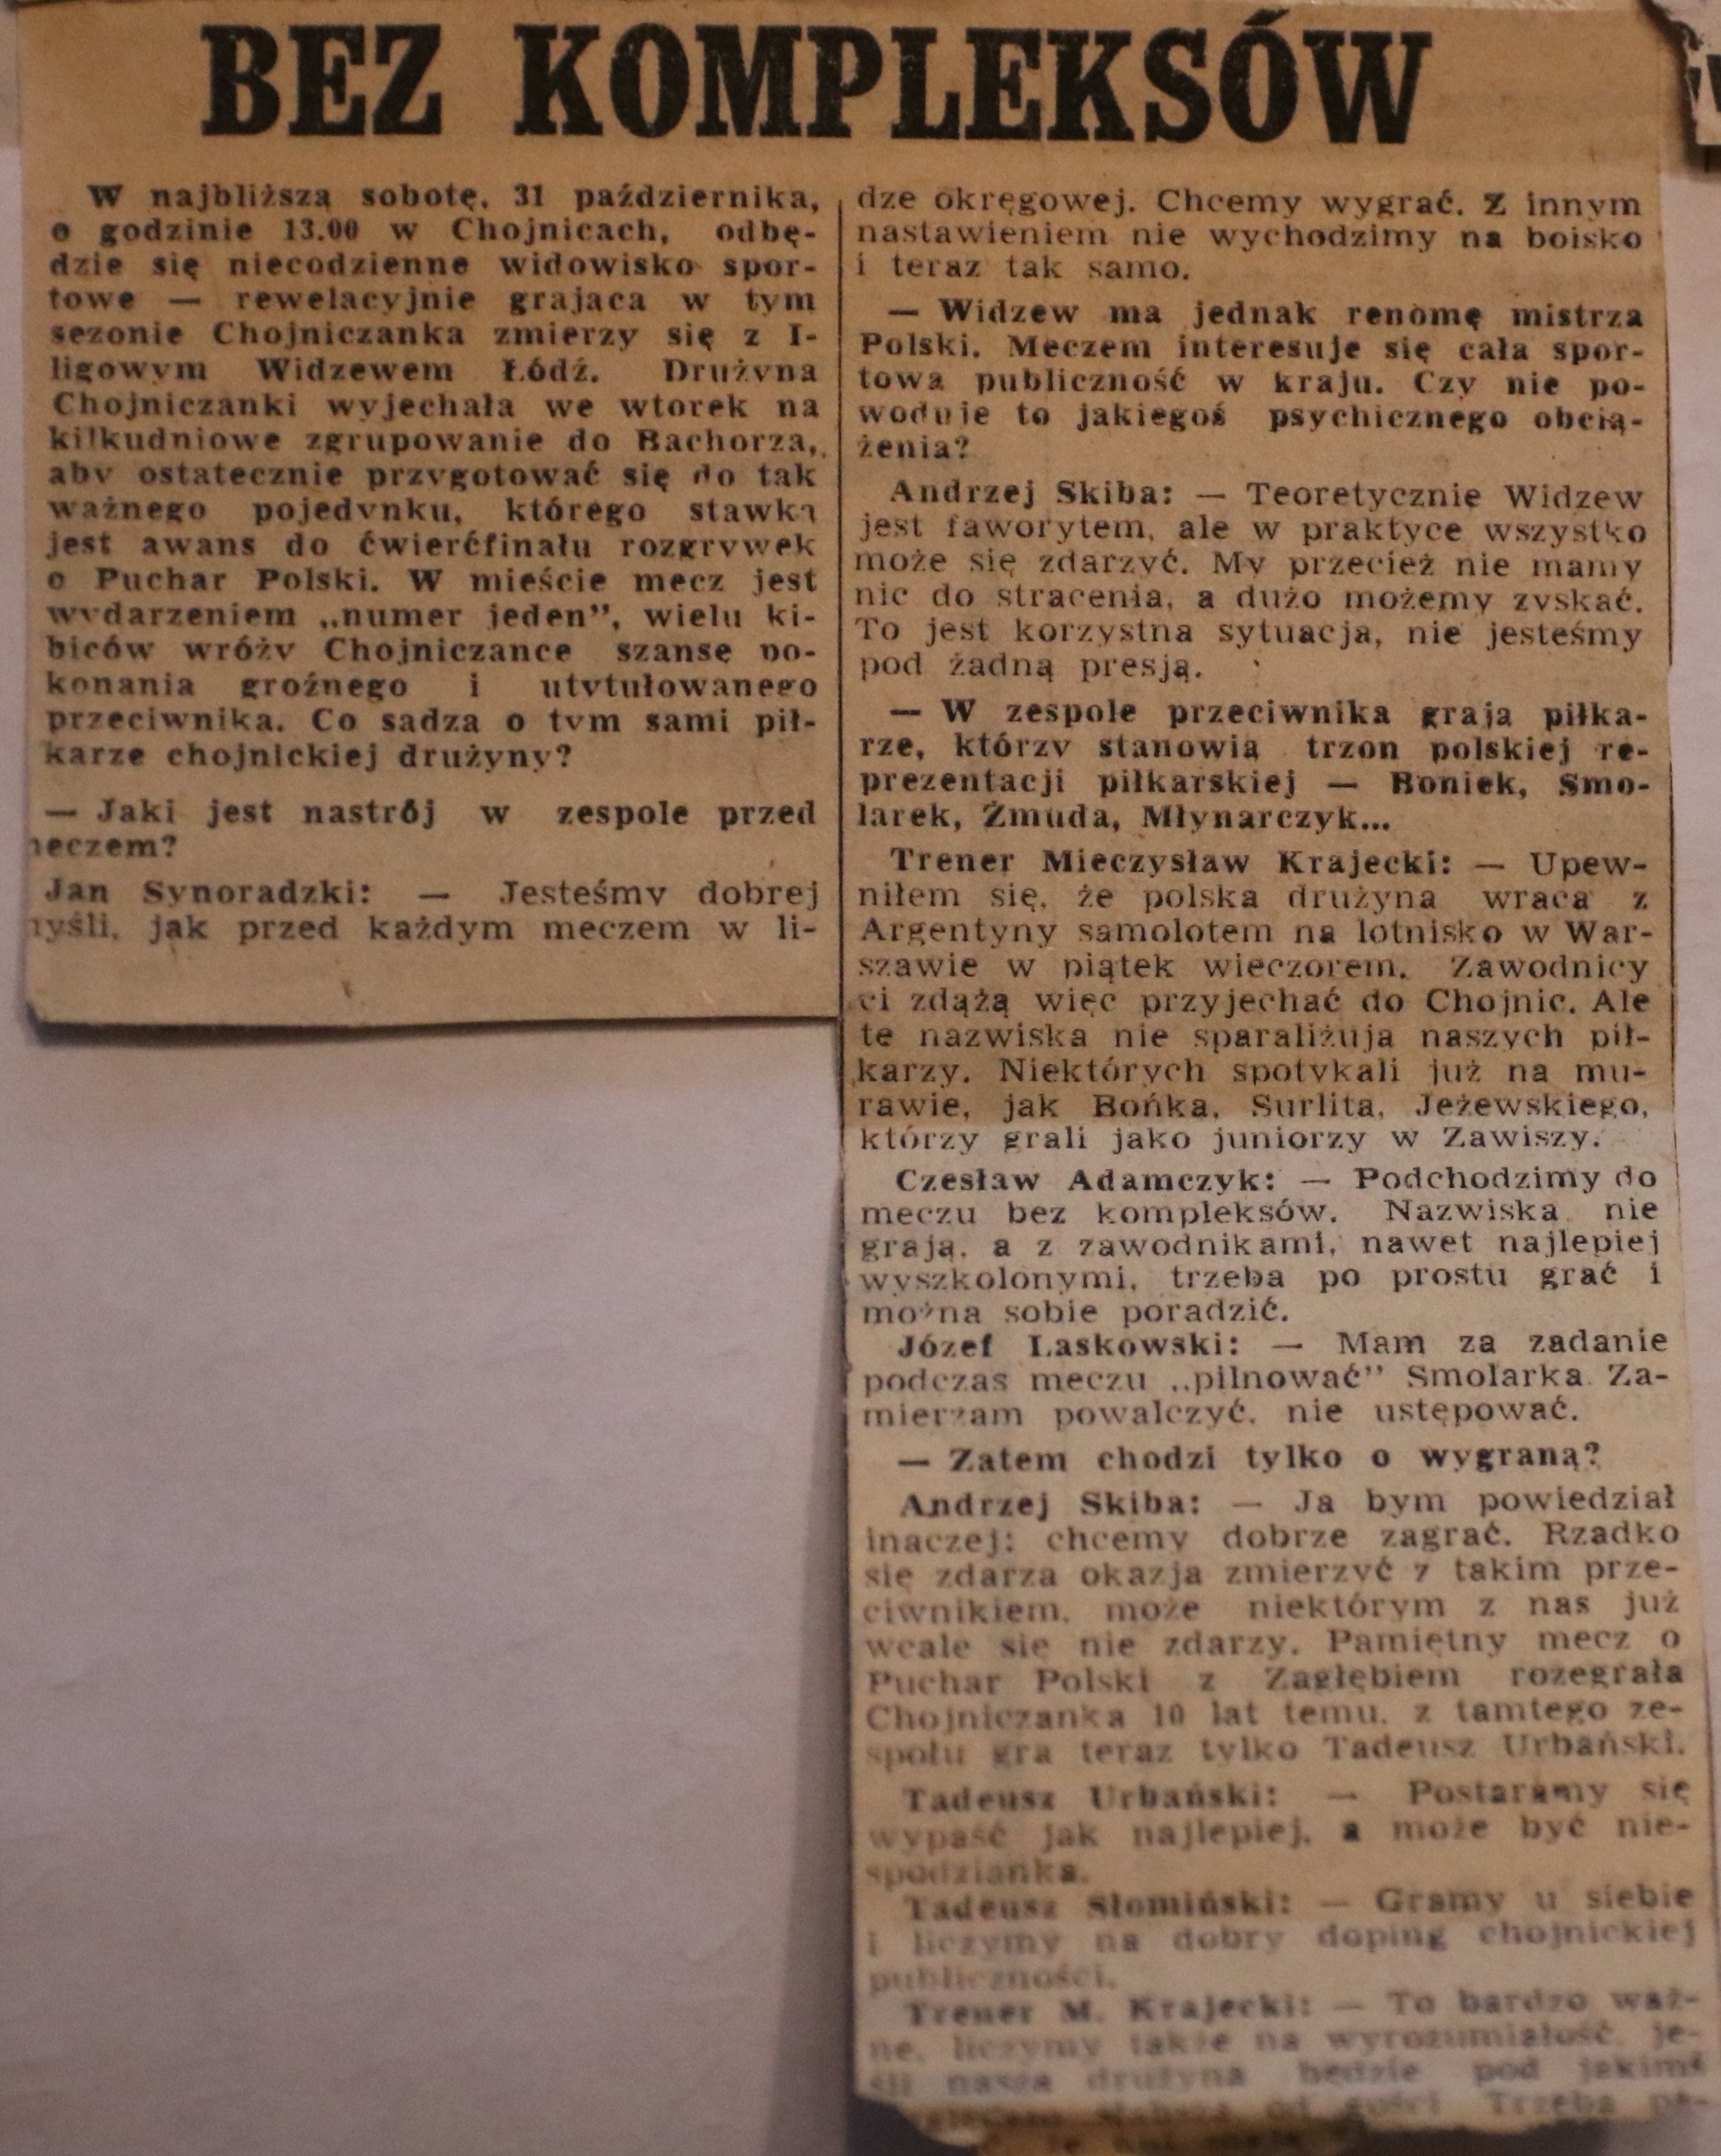 BEZ KOMPLEKSÓW
W najbliższą sobotę, 31 października,
o godzinie 13.00 w Chojnicach, odbę-
dzie się niecodzienne widowisko spor-
towe — rewelacyjnie grająca w tym
sezonie Chojniczanka zmierzy się z I-
ligowym Widzewem Łódź. Drużyna
Chojniczanki wyjechała we wtorek na
kilkudniowe zgrupowanie do Bachorza,
aby ostatecznie przygotować się do tak
ważnego pojedynku, którego stawką
jest awans do ćwierćfinału rozgrywek
o Puchar Polski. W mieście mecz jest
wydarzeniem „numer jeden”, wielu ki-
biców wróży Chojniczance szansę po-
konania groźnego i utytułowanego
przeciwnika. Co sądzą o tym sami pił-
karze chojnickiej drużyny?
— Jaki jest nastrój w zespole przed
meczem?
Jan Synoradzki: — Jesteśmy dobrej
myśli, jak przed każdym meczem w li-
dze okręgowej. Chcemy wygrać. Z innym
nastawieniem nie wychodzimy na boisko
i teraz tak samo.
— Widzew ma jednak renomę mistrza
Polski. Meczem interesuje się cała spor-
towa publiczność w kraju. Czy nie po-
woduje to jakiegoś psychicznego obcią-
żenia?
Andrzej Skiba: — Teoretycznie Widzew
jest faworytem, ale w praktyce wszystko
może się zdarzyć. My przecież nie mamy
nic do stracenia, a dużo możemy zyskać.
To jest korzystna sytuacja, nie jesteśmy
pod żadną presją.
— W zespole przeciwnika grają piłka-
rze, którzy stanowią trzon polskiej re-
prezentacji piłkarskiej — Boniek, Smo-
larek, Żmuda, Młynarczyk...
Trener Mieczysław Krajecki: — Upew-
niłem się, że polska drużyna wraca z
Argentyny samolotem na lotnisko w War-
szawie w piątek wieczorem. Zawodnicy
ci zdążą więc przyjechać do Chojnic. Ale
te nazwiska nie sparaliżują naszych pił-
karzy. Niektórych spotykali już na mu-
rawie, jak Bońka, Surlita, Jeżewskiego,
którzy grali jako juniorzy w Zawiszy.
Czesław Adamczyk: — Podchodzimy do
meczu bez kompleksów. Nazwiska nie
grają, a z zawodnikami, nawet najlepiej
wyszkolonymi, trzeba po prostu grać i
można sobie poradzić.
Józef Laskowski: — Mam za zadanie
podczas meczu „pilnować” Smolarka. Za-
mierzam powalczyć, nie ustępować.
— Zatem chodzi tylko o wygraną?
Andrzej Skiba: — Ja bym powiedział
inaczej: chcemy dobrze zagrać. Rzadko
się zdarza okazja zmierzyć z takim prze-
ciwnikiem, może niektórym z nas już
wcale się nie zdarzy. Pamiętny mecz o
Puchar Polski z Zagłębiem rozegrała
Chojniczanka 10 lat temu, z tamtego ze-
społu gra teraz tylko Tadeusz Urbański.
Tadeusz Urbański: — Postaramy się
wypaść jak najlepiej, a może być nie-
spodzianka.
Tadeusz Słomiński: — Gramy u siebie
i liczymy na dobry doping chojnickiej
publiczności.
Trener M. Krajecki: — To bardzo waż-
ne, liczymy także na wyrozumiałość, je-
śli nasza drużyna będzie pod jakimś
względem słabsza od gości. Trzeba pa-